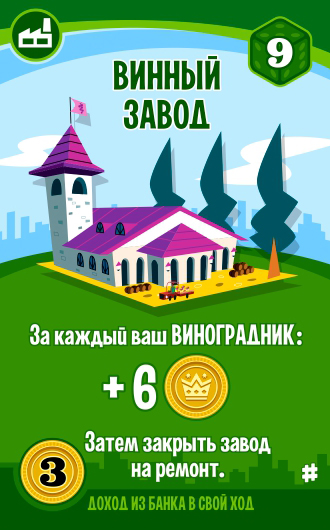 9
ВИННЫЙ
ЗАВОД
За каждый ваш ВИНОГРАДНИК:
+ 6
Затем закрыть завод
на ремонт.
3
#
ДОХОД ИЗ БАНКА В СВОЙ ХОД